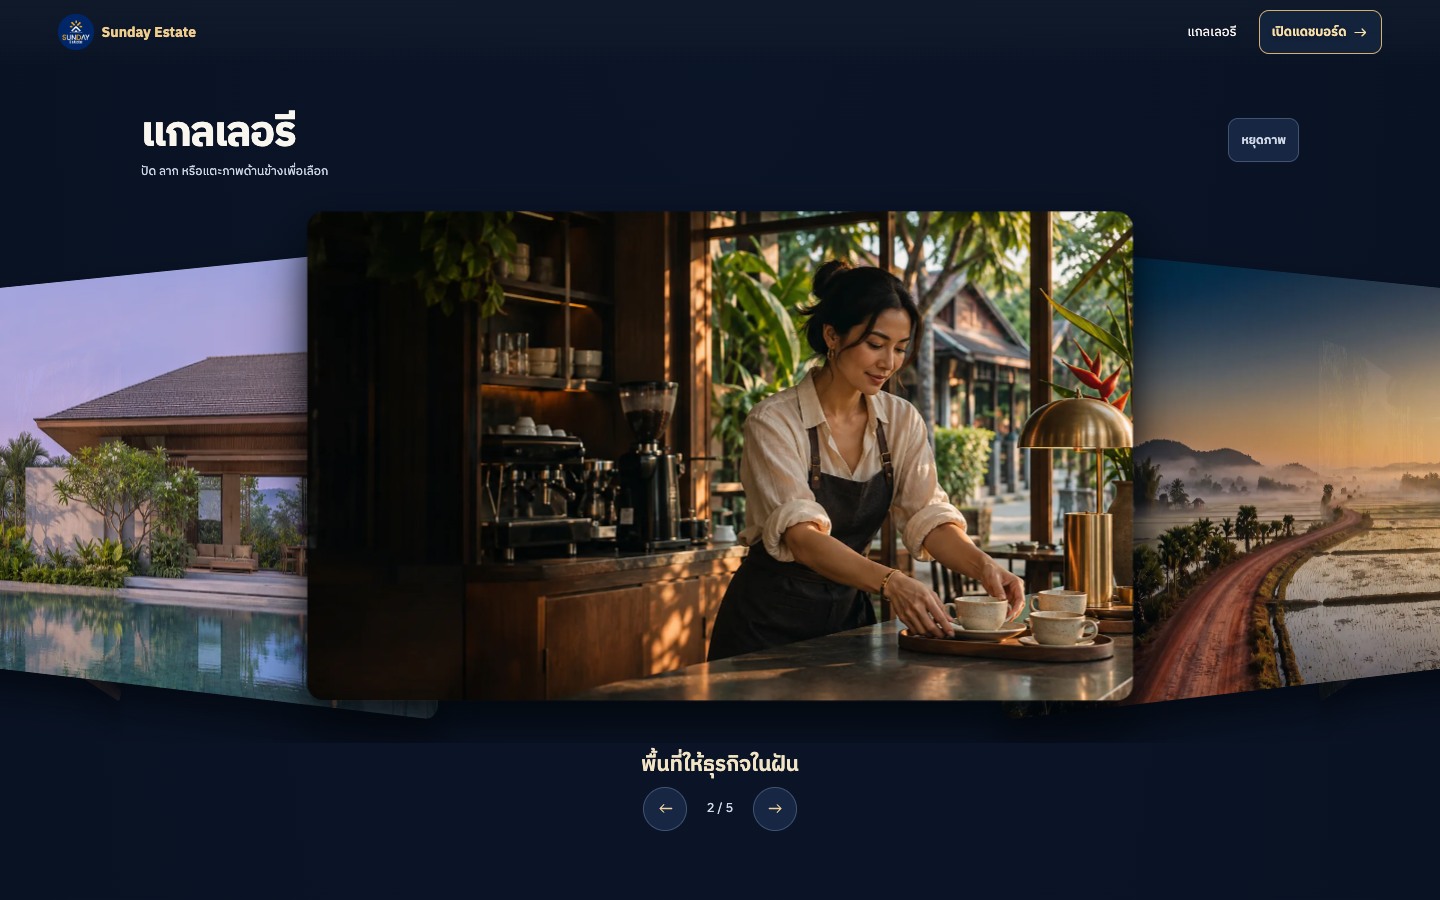 SUNDAY
Sunday Estate
แกลเลอรี
เปิดแดชบอร์ด →
แกลเลอรี
ปัด ลาก หรือแตะภาพด้านข้างเพื่อเลือก
หยุดภาพ
พื้นที่ให้ธุรกิจในฝัน
← 2 / 5 →